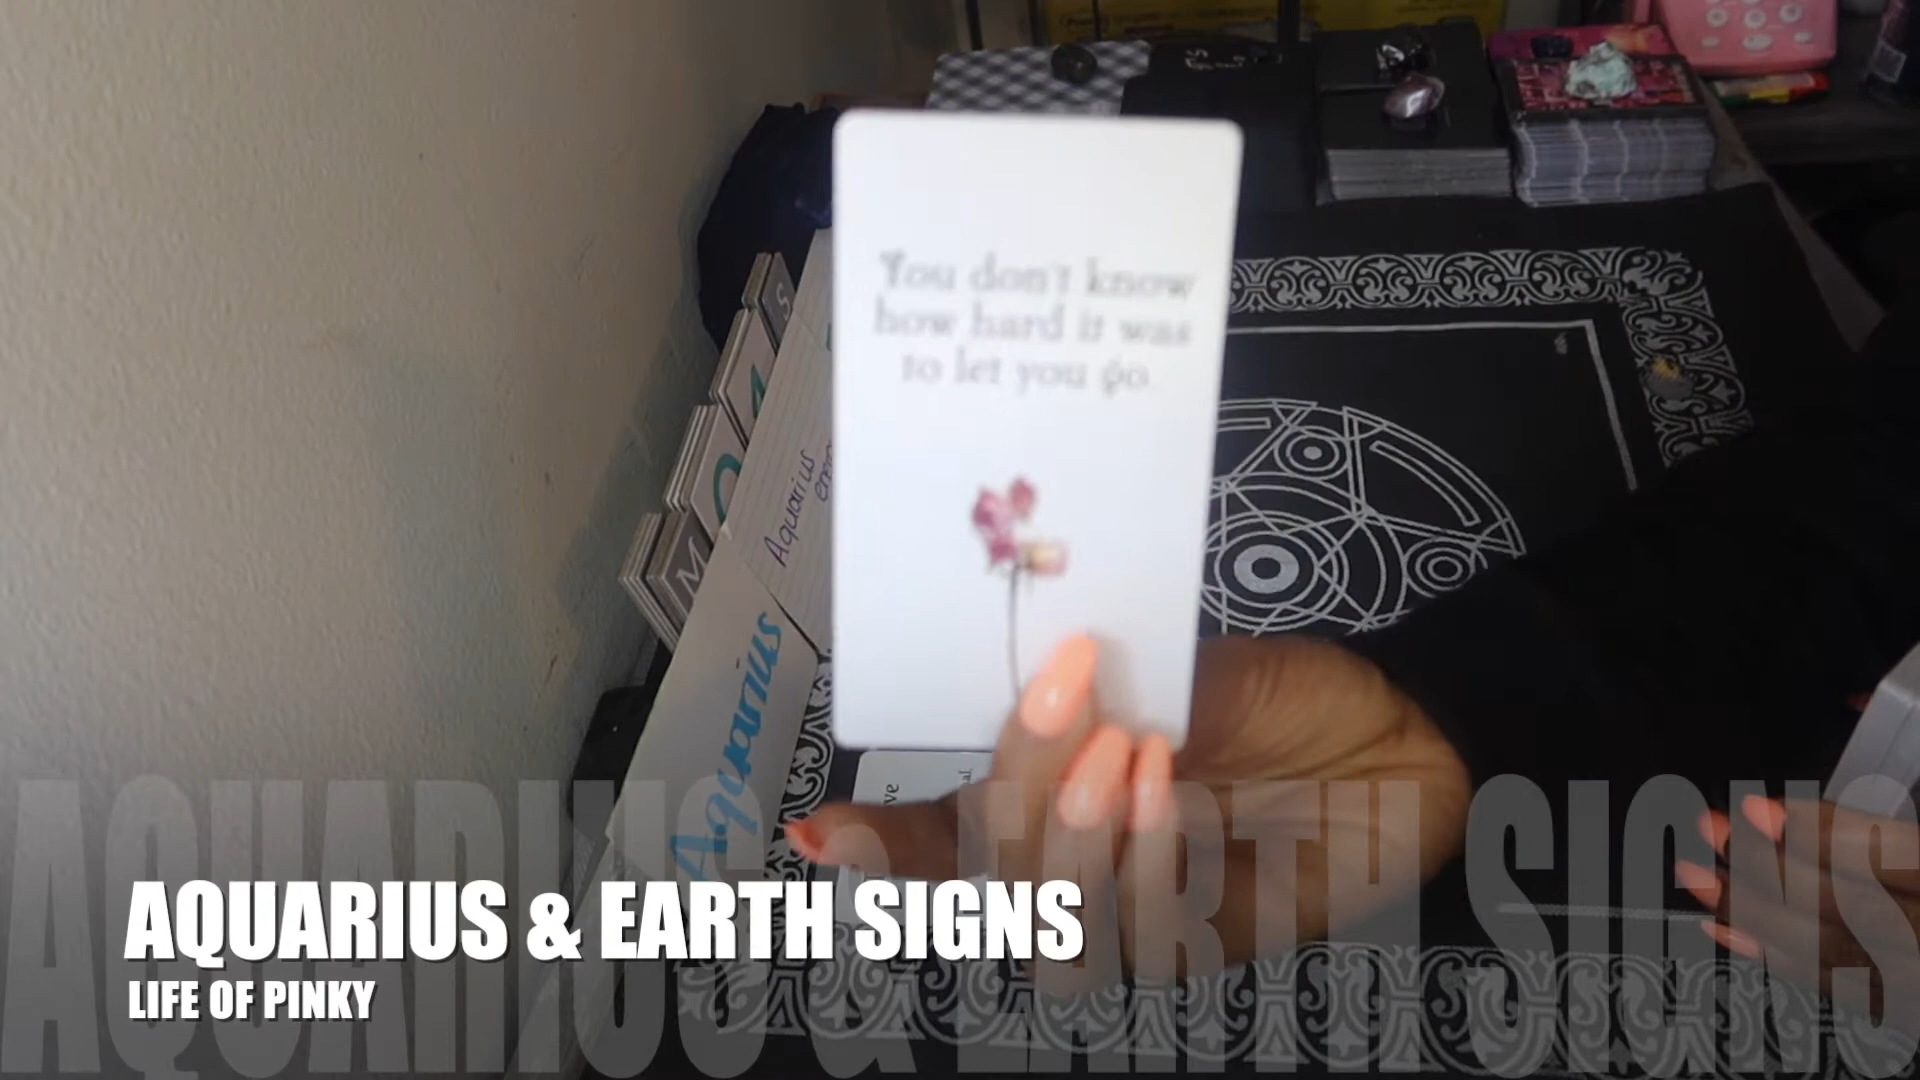 You don't know
how hard it was
to let you go
Aquarius
Aquarius
S
A
O
M
AQUARIUS & EARTH SIGNS
AQUARIUS & EARTH SIGNS
LIFE OF PINKY